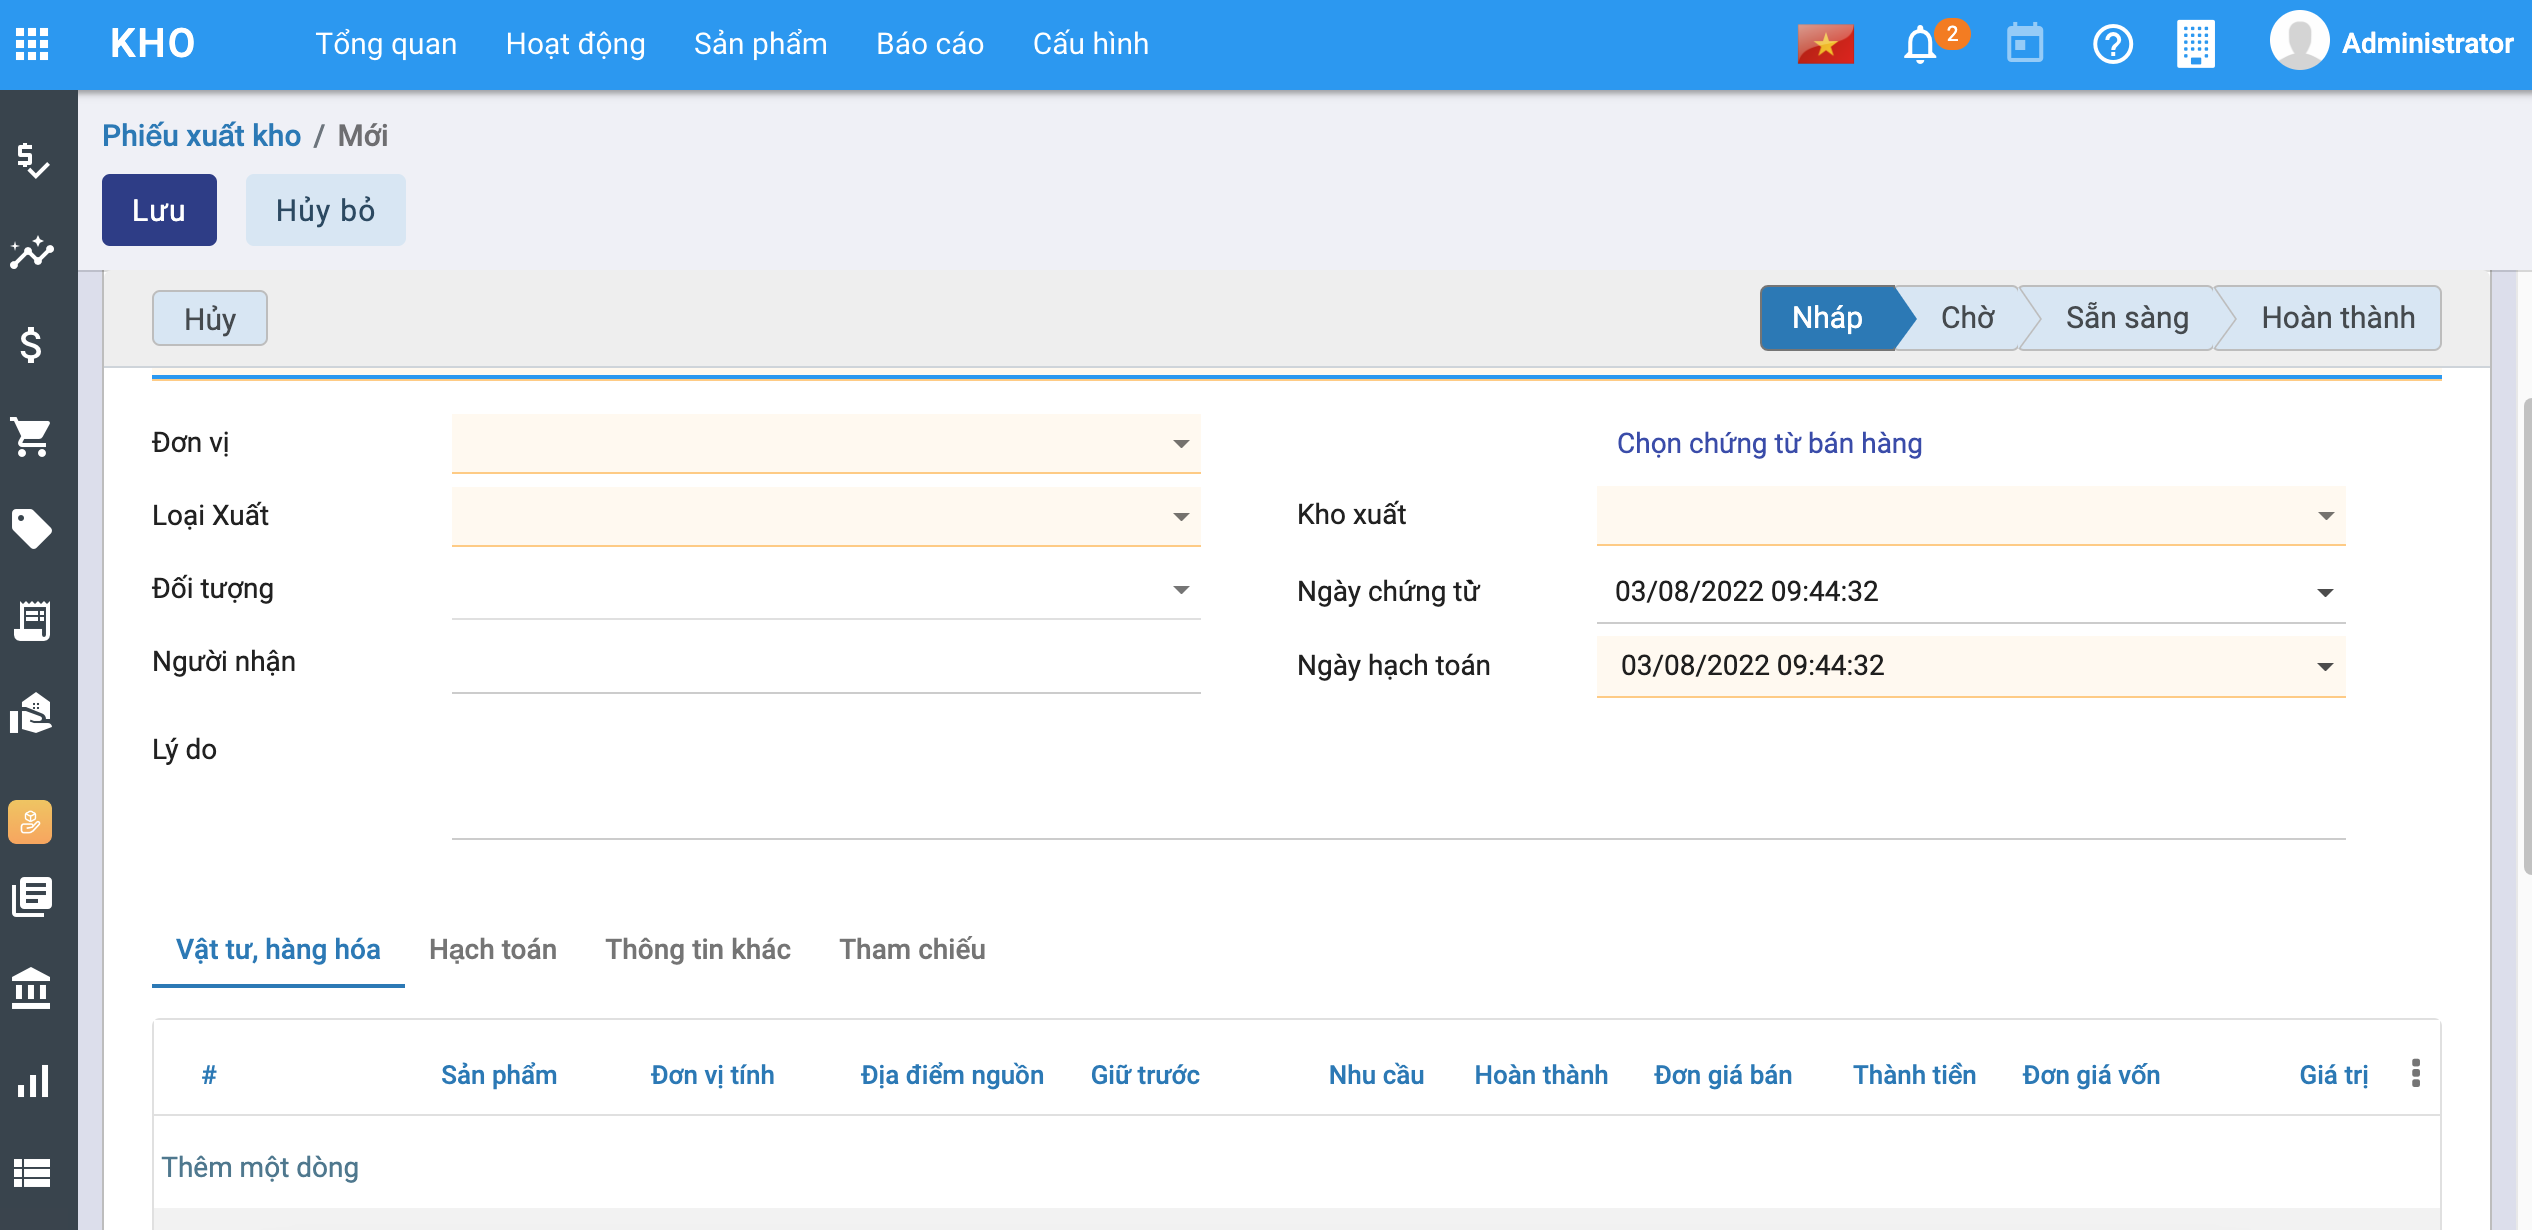 KHO Tổng quan Hoạt động Sản phẩm Báo cáo Cấu hình 2 Administrator
Phiếu xuất kho / Mới
Lưu Hủy bỏ
Hủy Nháp Chờ Sẵn sàng Hoàn thành
Đơn vị Chọn chứng từ bán hàng
Loại Xuất Kho xuất
Đối tượng Ngày chứng từ 03/08/2022 09:44:32
Người nhận Ngày hạch toán 03/08/2022 09:44:32
Lý do
Vật tư, hàng hóa Hạch toán Thông tin khác Tham chiếu
# Sản phẩm Đơn vị tính Địa điểm nguồn Giữ trước Nhu cầu Hoàn thành Đơn giá bán Thành tiền Đơn giá vốn Giá trị
Thêm một dòng